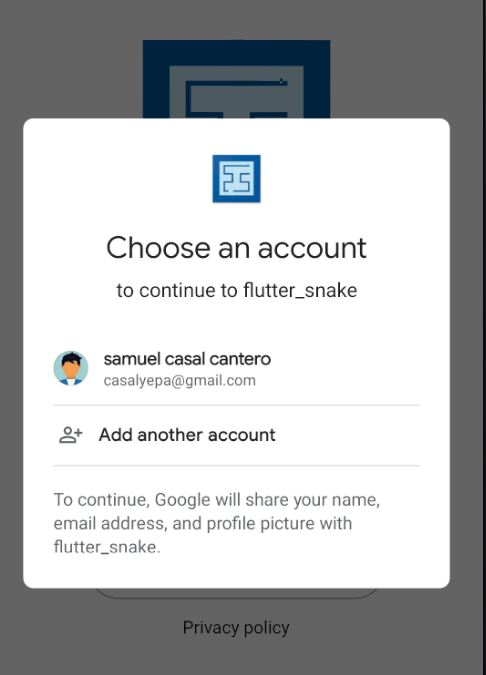 Choose an account
to continue to flutter_snake
samuel casal cantero
casalyepa@gmail.com
Add another account
To continue, Google will share your name,
email address, and profile picture with
flutter_snake.
Privacy policy